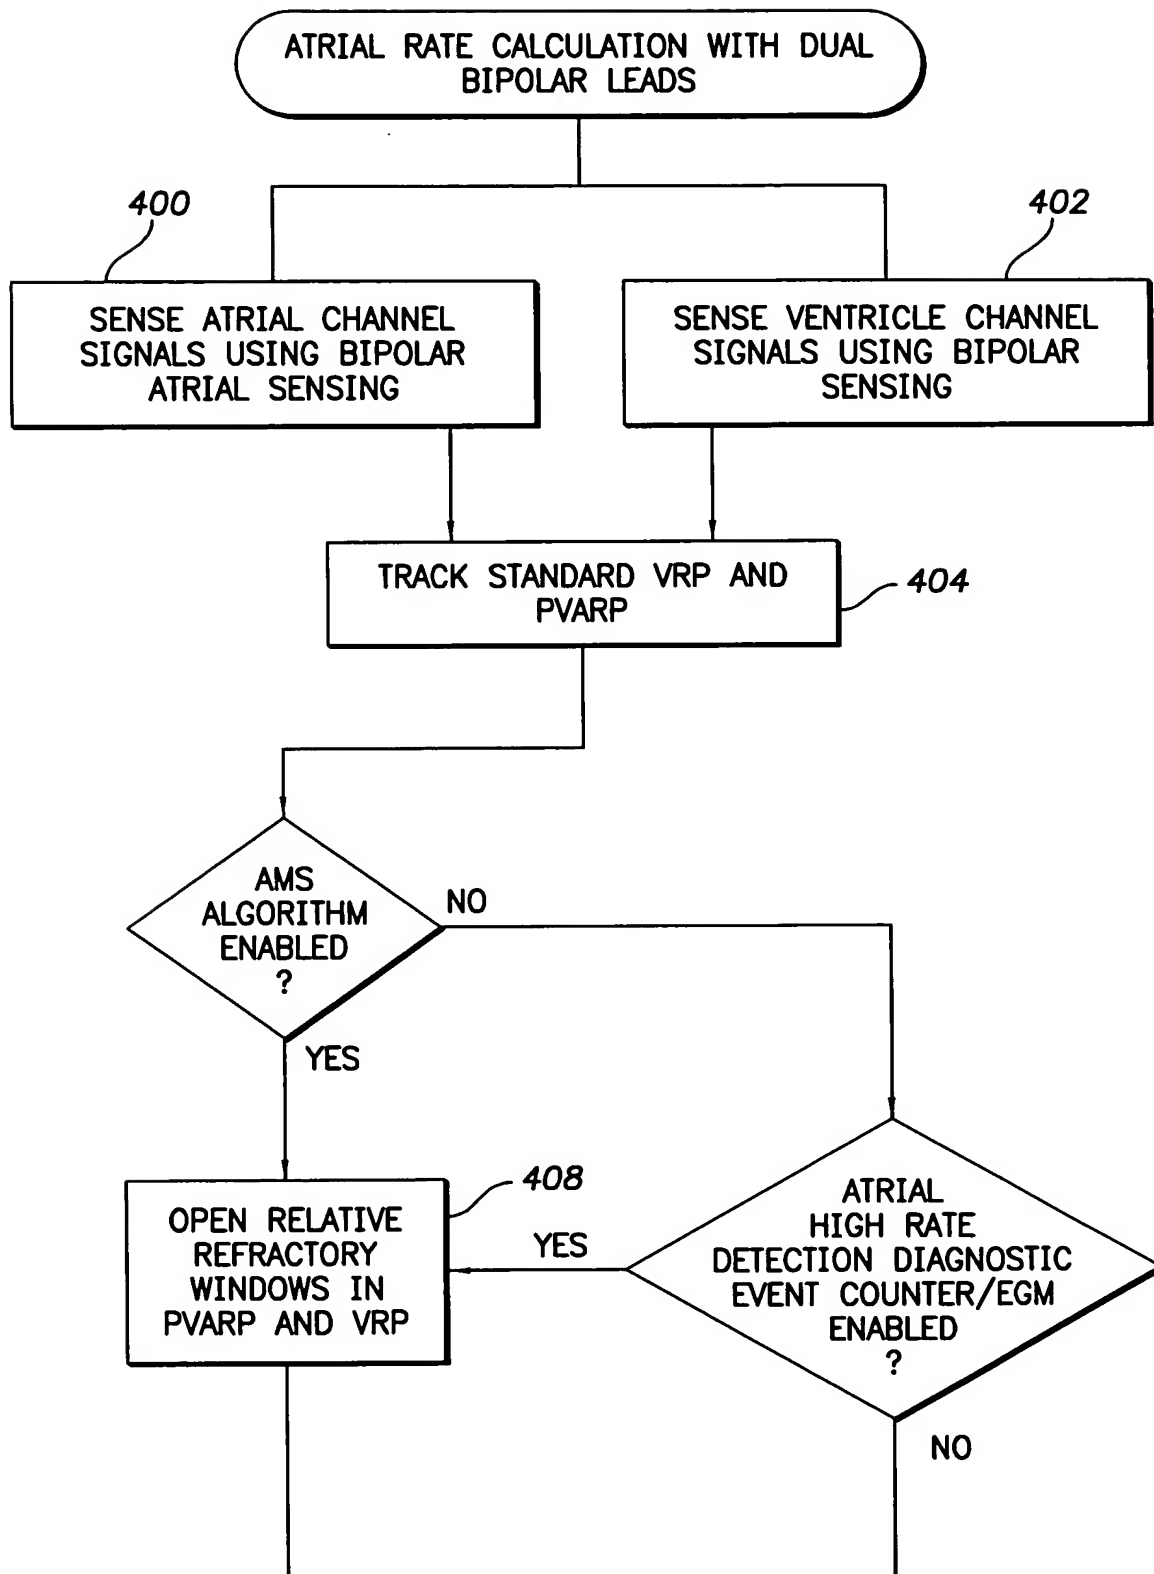 ATRIAL RATE CALCULATION WITH DUAL
BIPOLAR LEADS
400
402
SENSE ATRIAL CHANNEL
SIGNALS USING BIPOLAR
ATRIAL SENSING
SENSE VENTRICLE CHANNEL
SIGNALS USING BIPOLAR
SENSING
TRACK STANDARD VRP AND
PVARP
404
AMS
ALGORITHM
ENABLED
?
NO
YES
408
OPEN RELATIVE
REFRACTORY
WINDOWS IN
PVARP AND VRP
YES
ATRIAL
HIGH RATE
DETECTION DIAGNOSTIC
EVENT COUNTER/EGM
ENABLED
?
NO